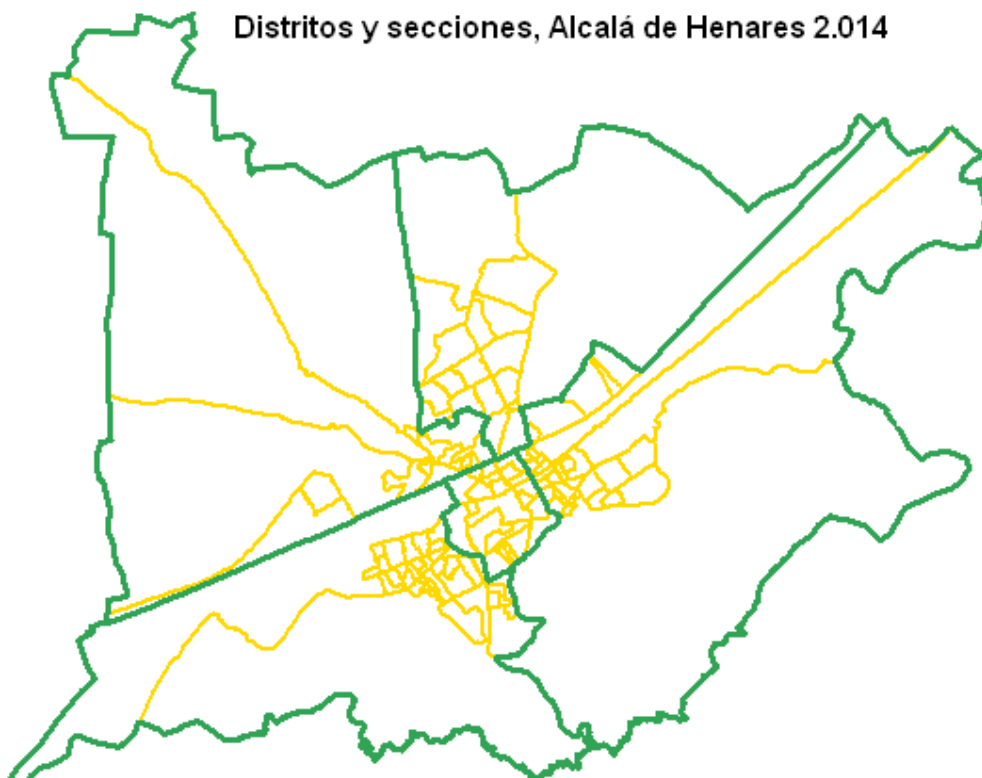 Distritos y secciones, Alcalá de Henares 2.014